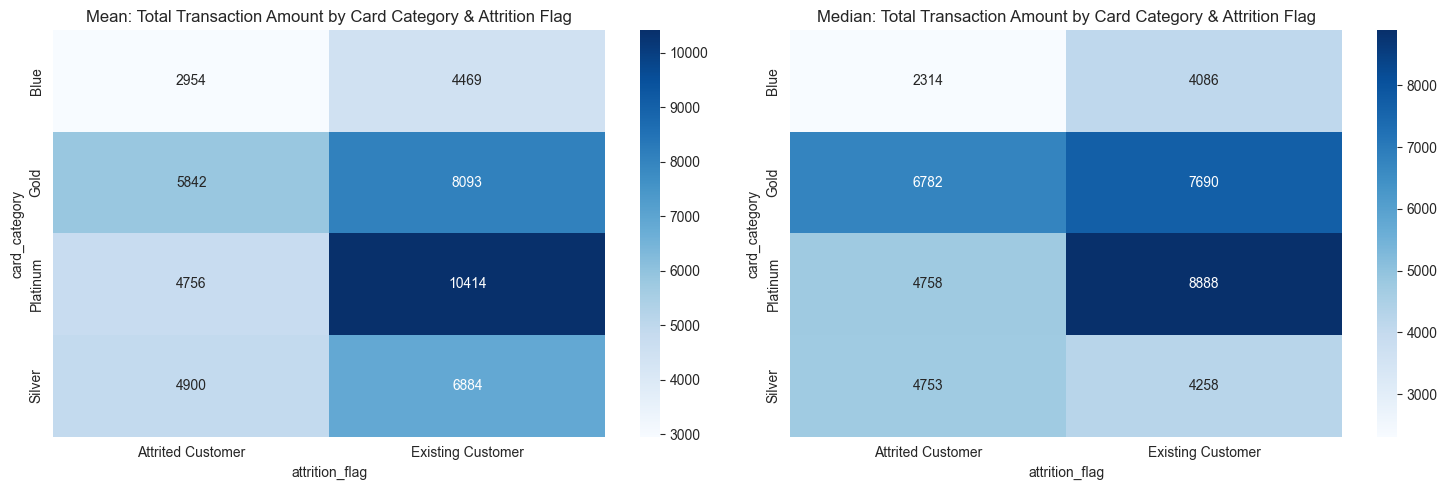 Mean: Total Transaction Amount by Card Category & Attrition Flag
card_category
Blue
Gold
Platinum
Silver
2954
4469
5842
8093
4756
10414
4900
6884
Attrited Customer
Existing Customer
attrition_flag
10000
9000
8000
7000
6000
5000
4000
3000
Median: Total Transaction Amount by Card Category & Attrition Flag
card_category
Blue
Gold
Platinum
Silver
2314
4086
6782
7690
4758
8888
4753
4258
Attrited Customer
Existing Customer
attrition_flag
8000
7000
6000
5000
4000
3000